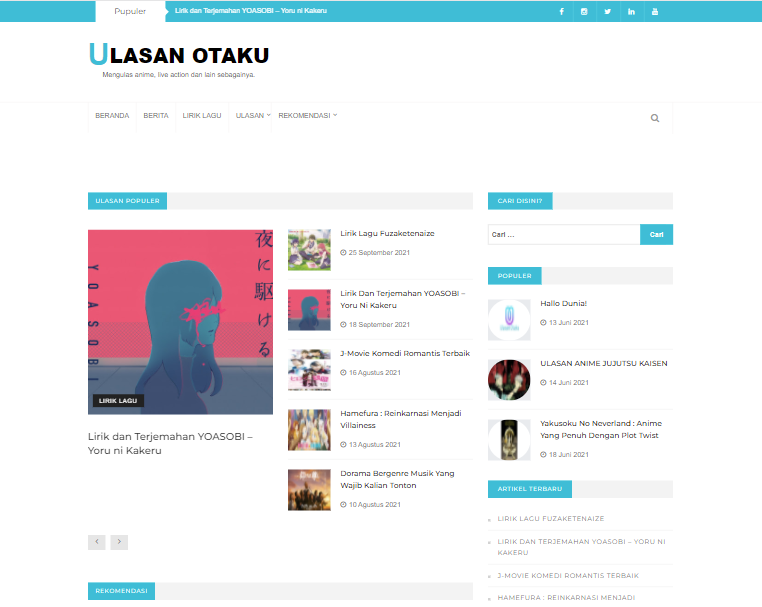 Pupuler
Lirik dan Terjemahan YOASOBI – Yoru ni Kakeru
ULASAN OTAKU
Mengulas anime, live action dan lain sebagainya.
BERANDA
BERITA
LIRIK LAGU
ULASAN
REKOMENDASI
ULASAN POPULER
夜に駆ける
YOASOBI
LIRIK LAGU
Lirik dan Terjemahan YOASOBI –
Yoru ni Kakeru
Lirik Lagu Fuzaketenaize
25 September 2021
Lirik Dan Terjemahan YOASOBI –
Yoru Ni Kakeru
18 September 2021
J-Movie Komedi Romantis Terbaik
16 Agustus 2021
Hamefura : Reinkarnasi Menjadi
Villainess
13 Agustus 2021
Dorama Bergenre Musik Yang
Wajib Kalian Tonton
10 Agustus 2021
REKOMENDASI
CARI DISINI?
Cari …
Cari
POPULER
Hallo Dunia!
13 Juni 2021
ULASAN ANIME JUJUTSU KAISEN
14 Juni 2021
Yakusoku No Neverland : Anime
Yang Penuh Dengan Plot Twist
18 Juni 2021
ARTIKEL TERBARU
LIRIK LAGU FUZAKETENAIZE
LIRIK DAN TERJEMAHAN YOASOBI – YORU NI
KAKERU
J-MOVIE KOMEDI ROMANTIS TERBAIK
HAMEFURA : REINKARNASI MENJADI